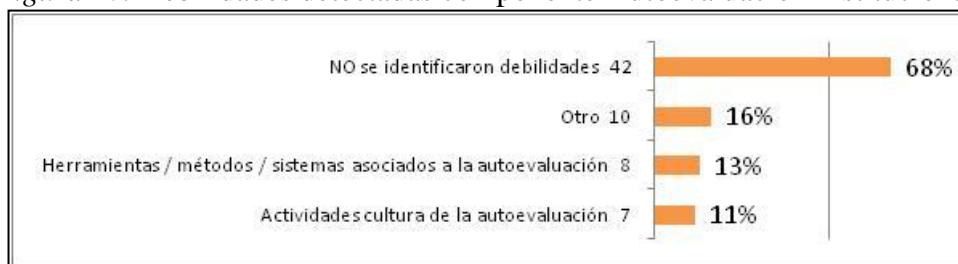 NO se identificaron debilidades 42 68%
Otro 10 16%
Herramientas / métodos / sistemas asociados a la autoevaluación 8 13%
Actividades cultura de la autoevaluación 7 11%